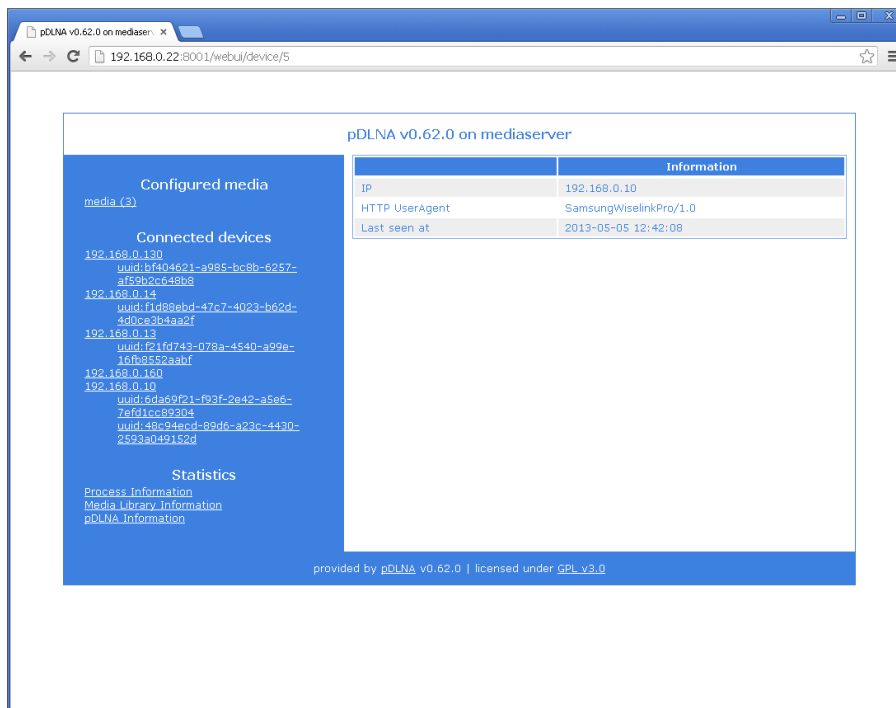 pDLNA v0.62.0 on mediaserv
192.168.0.22:8001/webui/device/5
pDLNA v0.62.0 on mediaserver
Configured media
media (3)
Connected devices
192.168.0.130
uuid:bf404621-a985-bc8b-6257-
af59b2c648b8
192.168.0.14
uuid:f1d88ebd-47c7-4023-b62d-
4d0ce3b4aa2f
192.168.0.13
uuid:f21fd743-078a-4540-a99e-
16fb8552aabf
192.168.0.160
192.168.0.10
uuid:6da69f21-f93f-2e42-a5e6-
7efd1cc89304
uuid:48c94ecd-89d6-a23c-4430-
2593a049152d
Statistics
Process Information
Media Library Information
pDLNA Information
Information
IP 192.168.0.10
HTTP UserAgent SamsungWiselinkPro/1.0
Last seen at 2013-05-05 12:42:08
provided by pDLNA v0.62.0 | licensed under GPL v3.0